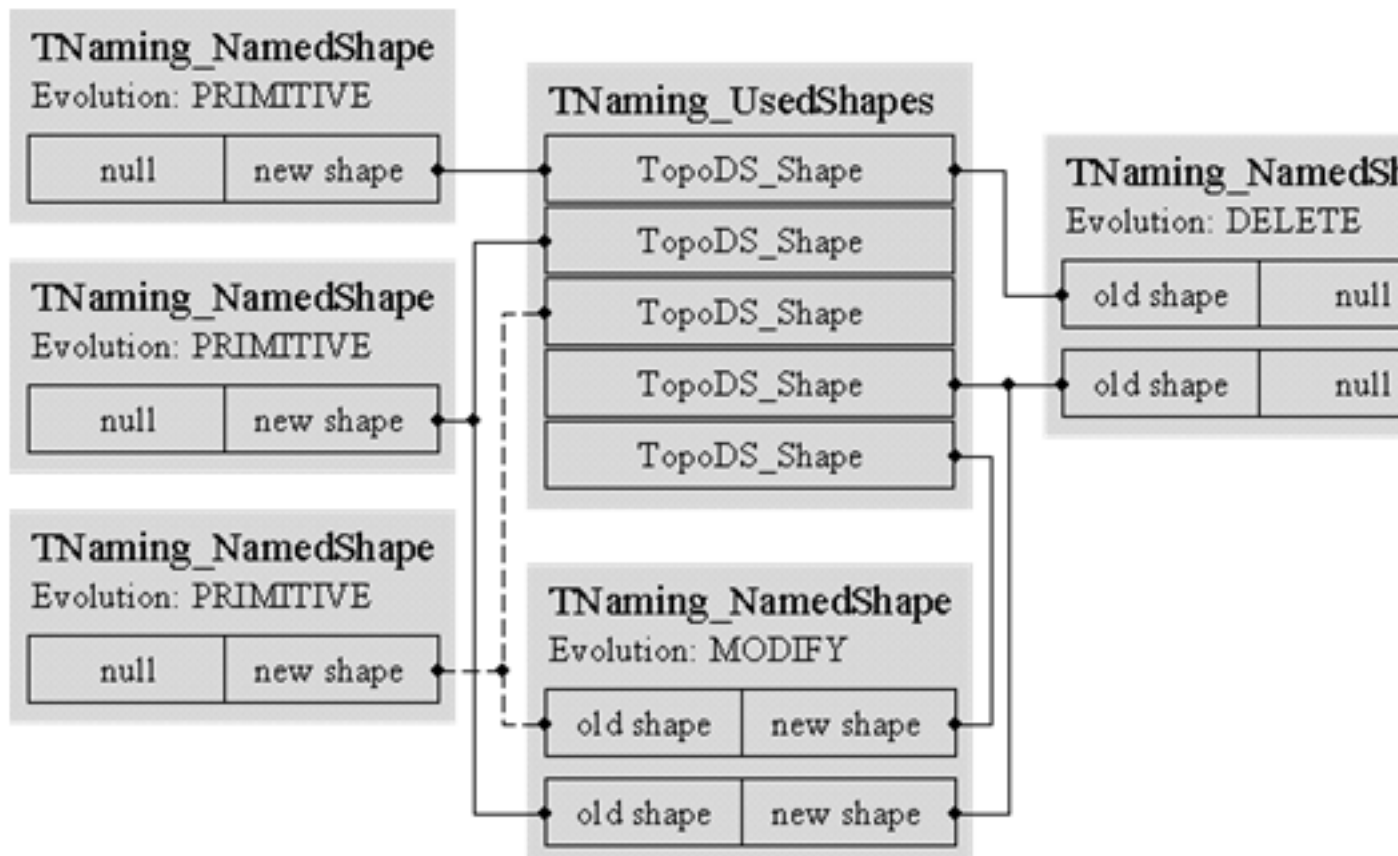 TNaming_NamedShape
Evolution: PRIMITIVE
null new shape
TNaming_NamedShape
Evolution: PRIMITIVE
null new shape
TNaming_NamedShape
Evolution: PRIMITIVE
null new shape
TNaming_UsedShapes
TopoDS_Shape
TopoDS_Shape
TopoDS_Shape
TopoDS_Shape
TopoDS_Shape
TNaming_NamedShape
Evolution: MODIFY
old shape new shape
old shape new shape
TNaming_NamedSh
Evolution: DELETE
old shape null
old shape null